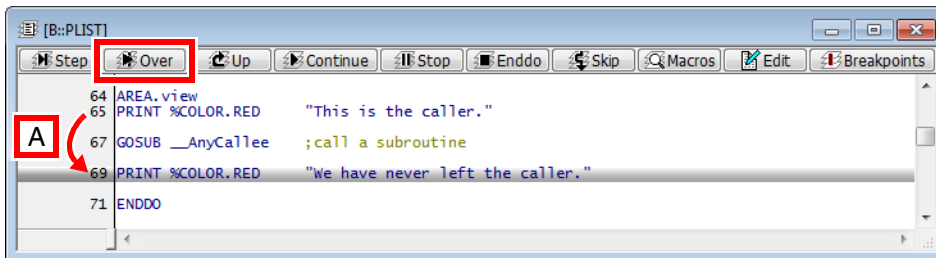 [B::PLIST]
Step Over Up Continue Stop Enddo Skip Macros Edit Breakpoints
64 AREA.view
65 PRINT %COLOR.RED "This is the caller."
A
67 GOSUB __AnyCallee ;call a subroutine
69 PRINT %COLOR.RED "We have never left the caller."
71 ENDDO